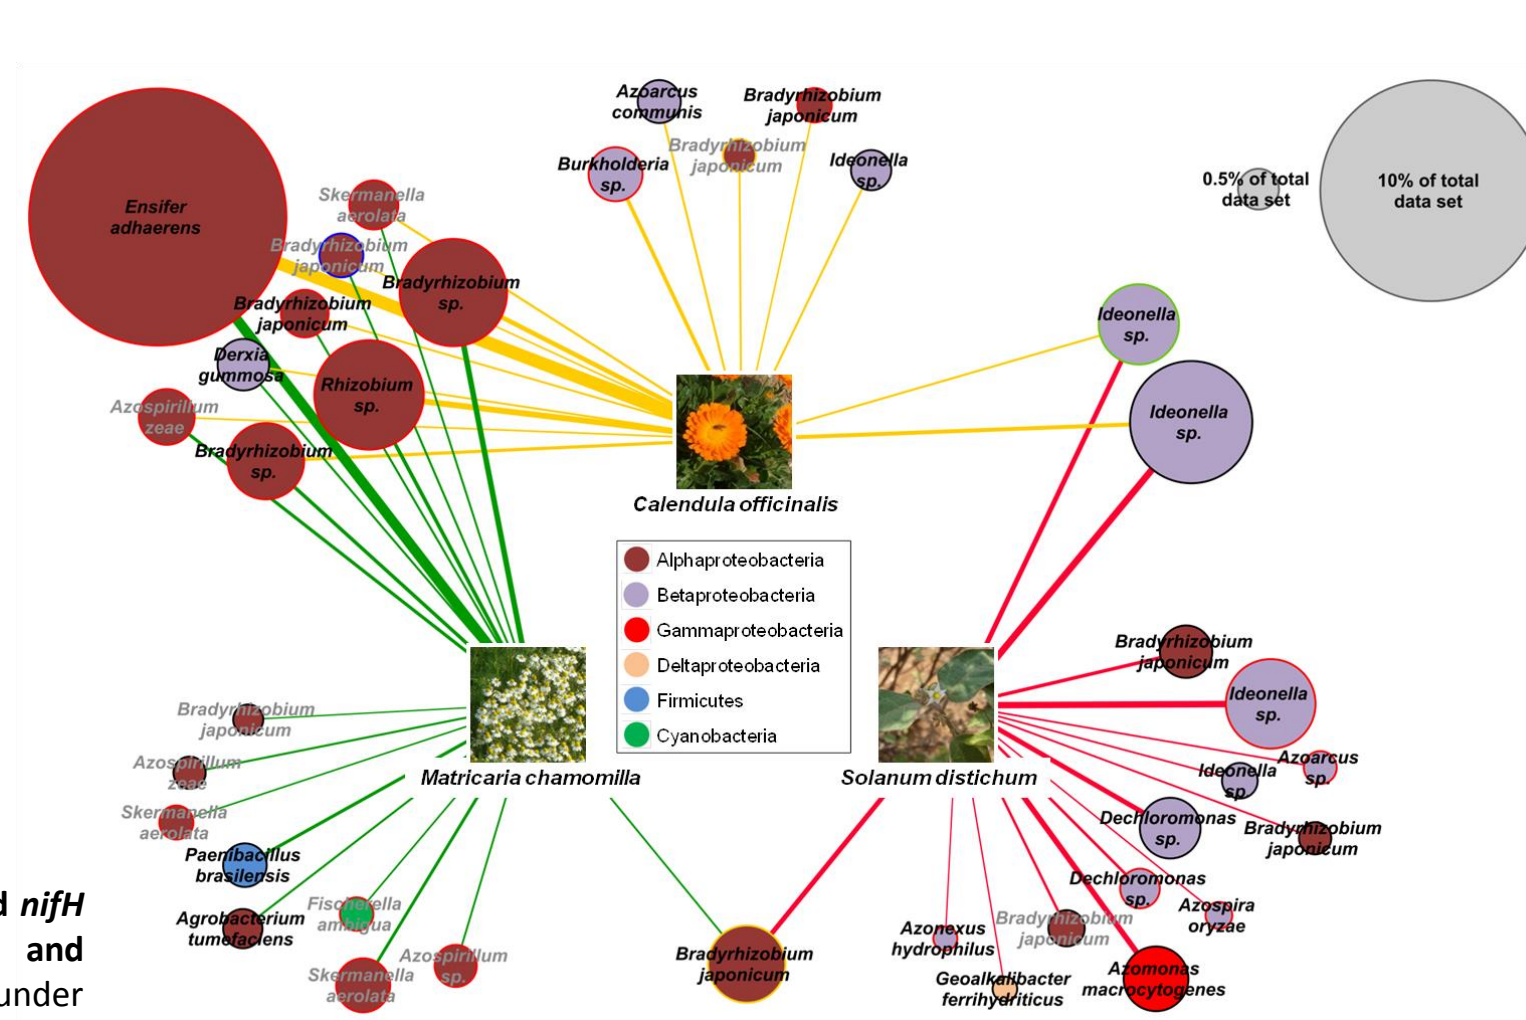 Azoarcus
communis
Bradyrhizobium
japonicum
Bradyrhizobium
japonicum
Burkholderia
sp.
Ideonella
sp.
0.5% of total
data set
10% of total
data set
Ensifer
adhaerens
Skermanella
aerolata
Bradyrhizobium
japonicum
Bradyrhizobium
sp.
Bradyrhizobium
japonicum
Derxia
gummosa
Rhizobium
sp.
Azospirillum
zeae
Bradyrhizobium
sp.
Ideonella
sp.
Ideonella
sp.
Calendula officinalis
Alphaproteobacteria
Betaproteobacteria
Gammaproteobacteria
Deltaproteobacteria
Firmicutes
Cyanobacteria
Matricaria chamomilla
Solanum distichum
Bradyrhizobium
japonicum
Azospirillum
zeae
Skermanella
aerolata
Paenibacillus
brasilensis
Agrobacterium
tumefaciens
Fischerella
ambigua
Skermanella
aerolata
Azospirillum
sp.
Bradyrhizobium
japonicum
Bradyrhizobium
japonicum
Ideonella
sp.
Azoarcus
sp.
Ideonella
sp
Dechloromonas
sp.
Bradyrhizobium
japonicum
Dechloromonas
sp.
Azospira
oryzae
Bradyrhizobium
japonicum
Azonexus
hydrophilus
Geoalkalibacter
ferrihydriticus
Azomonas
macrocytogenes
nifH
and
under